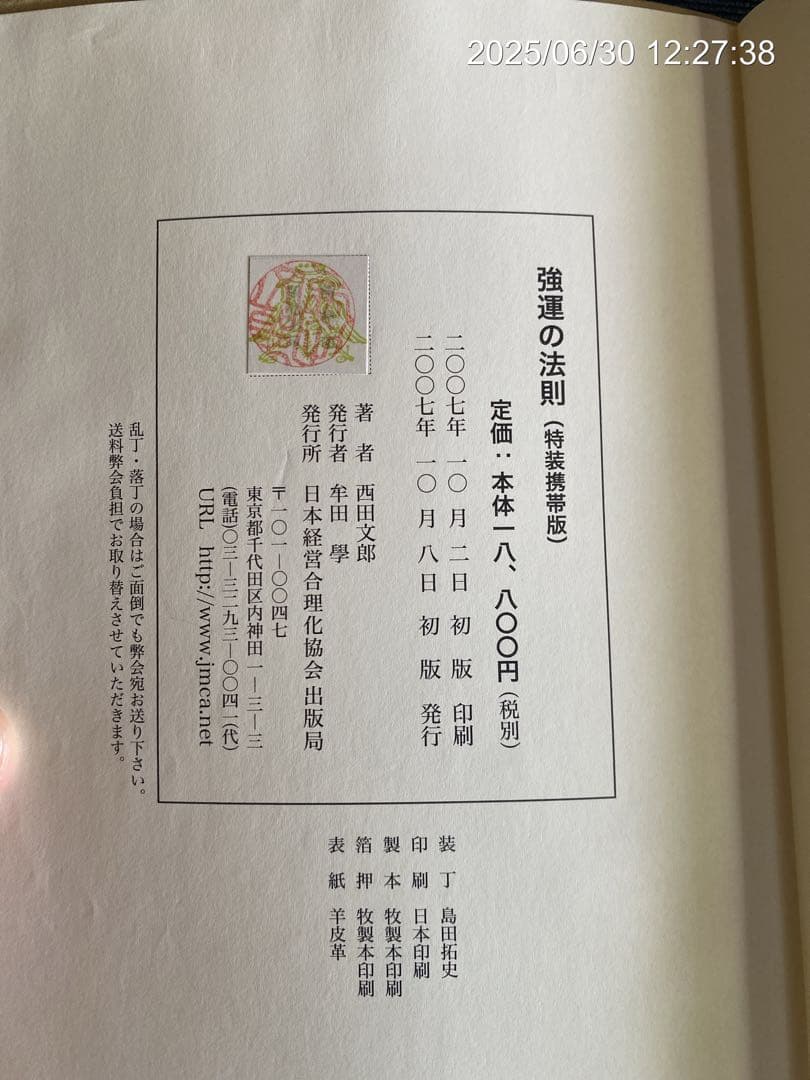 2025/06/30 12:27:38
強運の法則(特装携帯版)
定価:本体一八、八〇〇円(税別)
二〇〇七年 一〇月 二日 初版 印刷
二〇〇七年 一〇月 八日 初版 発行
著 者 西田文郎
発行者 牟田 學
発行所 日本経営合理化協会出版局
〒一〇一―〇〇四七
東京都千代田区内神田一―三―三
(電話)〇三―三二九三―〇〇四一(代)
URL http://www.jmca.net
乱丁・落丁の場合はご面倒でも弊会宛お送り下さい。
送料弊会負担でお取り替えさせていただきます。
装 丁 島田拓史
印 刷 日本印刷
製 本 牧製本印刷
箔 押 牧製本印刷
表 紙 羊皮革